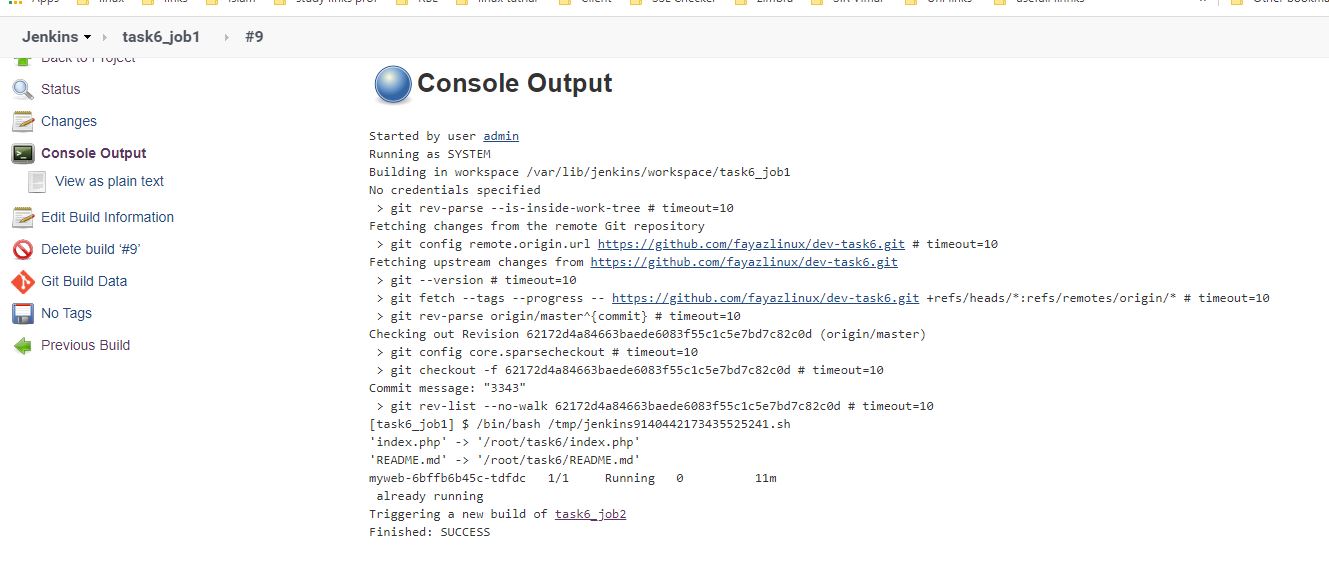 Apps
linux
links
islam
study links prof
linux tutrial
Client
SSL Checker
zimbra
SIR Vimal
usefull linnks
Other bookma
Jenkins
task6_job1
#9
Back to Project
Status
Changes
Console Output
View as plain text
Edit Build Information
Delete build ‘#9’
Git Build Data
No Tags
Previous Build
Console Output
Started by user admin
Running as SYSTEM
Building in workspace /var/lib/jenkins/workspace/task6_job1
No credentials specified
> git rev-parse --is-inside-work-tree # timeout=10
Fetching changes from the remote Git repository
> git config remote.origin.url https://github.com/fayazlinux/dev-task6.git # timeout=10
Fetching upstream changes from https://github.com/fayazlinux/dev-task6.git
> git --version # timeout=10
> git fetch --tags --progress -- https://github.com/fayazlinux/dev-task6.git +refs/heads/*:refs/remotes/origin/* # timeout=10
> git rev-parse origin/master^{commit} # timeout=10
Checking out Revision 62172d4a84663baede6083f55c1c5e7bd7c82c0d (origin/master)
> git config core.sparsecheckout # timeout=10
> git checkout -f 62172d4a84663baede6083f55c1c5e7bd7c82c0d # timeout=10
Commit message: "3343"
> git rev-list --no-walk 62172d4a84663baede6083f55c1c5e7bd7c82c0d # timeout=10
[task6_job1] $ /bin/bash /tmp/jenkins9140442173435525241.sh
'index.php' -> '/root/task6/index.php'
'README.md' -> '/root/task6/README.md'
myweb-6bffb6b45c-tdfdc 1/1 Running 0 11m
already running
Triggering a new build of task6_job2
Finished: SUCCESS